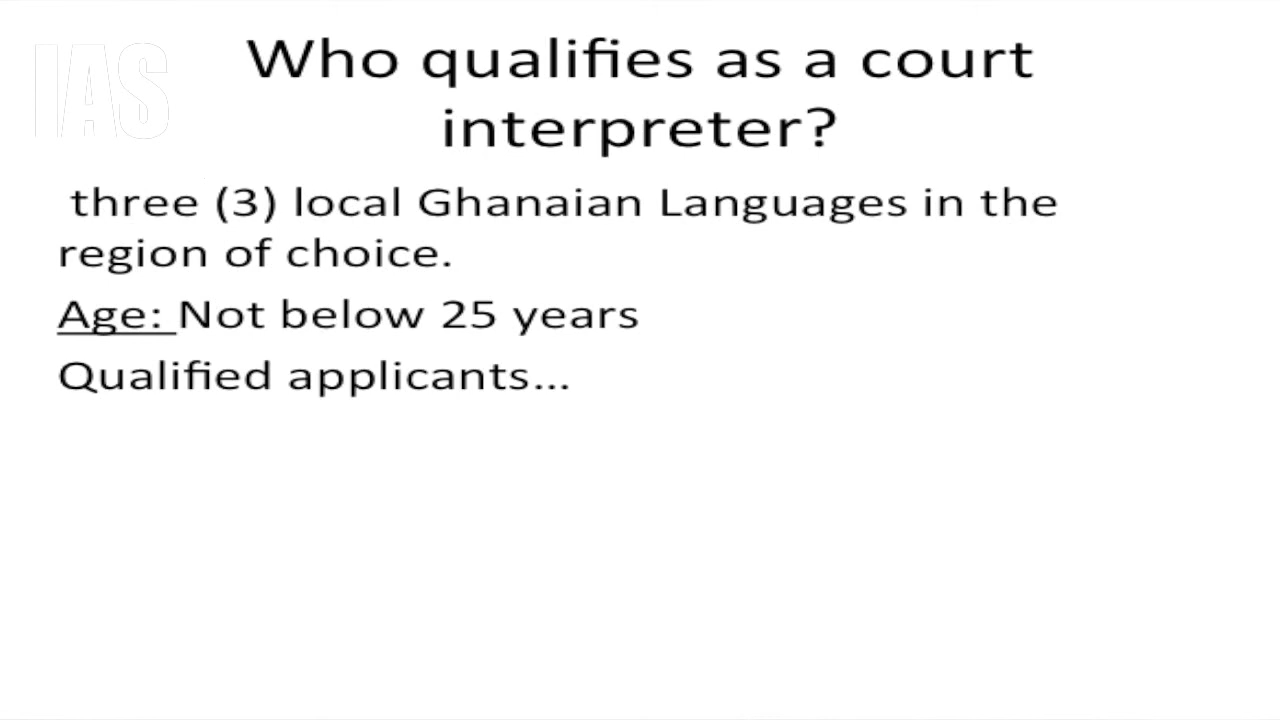 IAS
Who qualifies as a court
interpreter?
three (3) local Ghanaian Languages in the
region of choice.
Age: Not below 25 years
Qualified applicants...